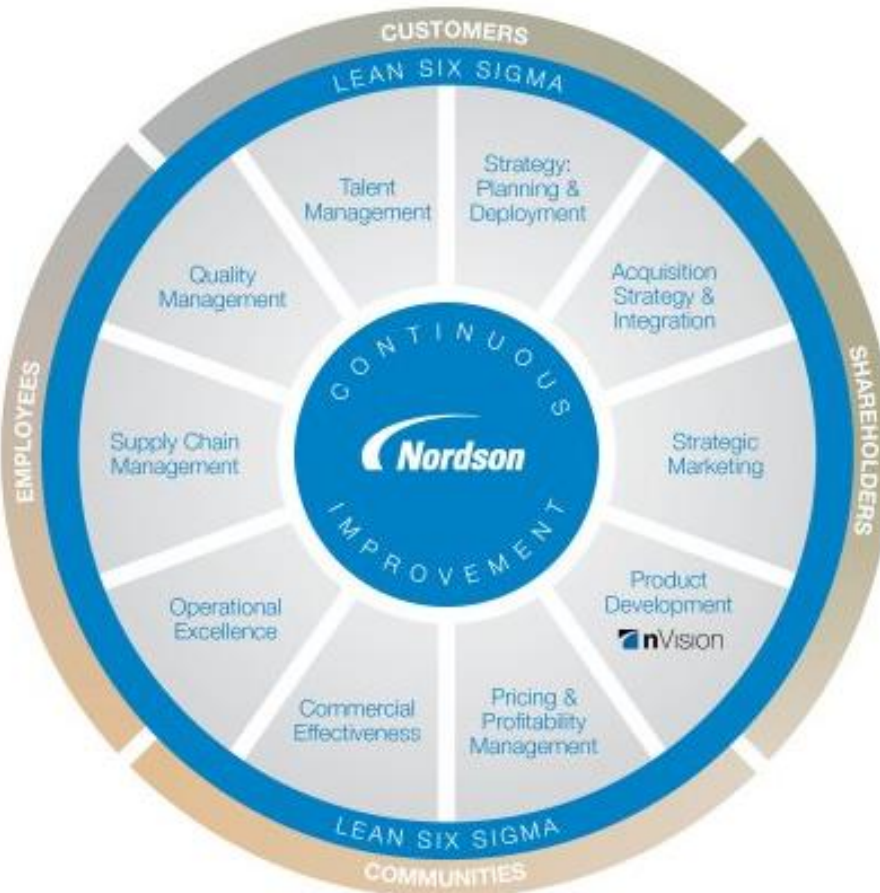 CUSTOMERS
LEAN SIX SIGMA
Talent
Management
Strategy:
Planning &
Deployment
Quality
Management
Acquisition
Strategy &
Integration
EMPLOYEES
SHAREHOLDERS
CONTINUOUS
Nordson
IMPROVEMENT
Supply Chain
Management
Strategic
Marketing
Operational
Excellence
Product
Development
nVision
Commercial
Effectiveness
Pricing &
Profitability
Management
LEAN SIX SIGMA
COMMUNITIES